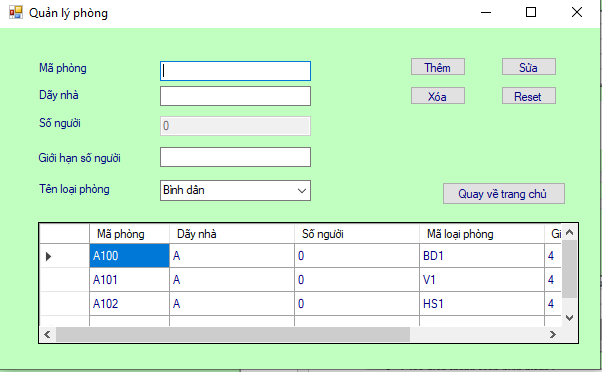 Quản lý phòng
Mã phòng
Thêm
Sửa
Dãy nhà
Xóa
Reset
Số người
0
Giới hạn số người
Tên loại phòng
Bình dân
Quay về trang chủ
Mã phòng Dãy nhà Số người Mã loại phòng Gi
A100 A 0 BD1 4
A101 A 0 V1 4
A102 A 0 HS1 4